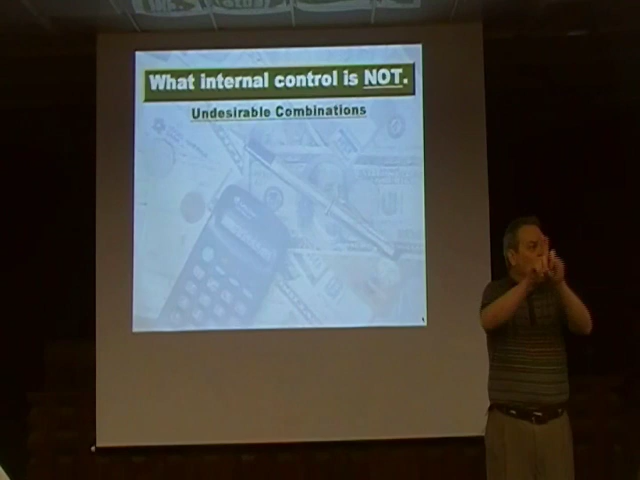 What internal control is NOT.
Undesirable Combinations